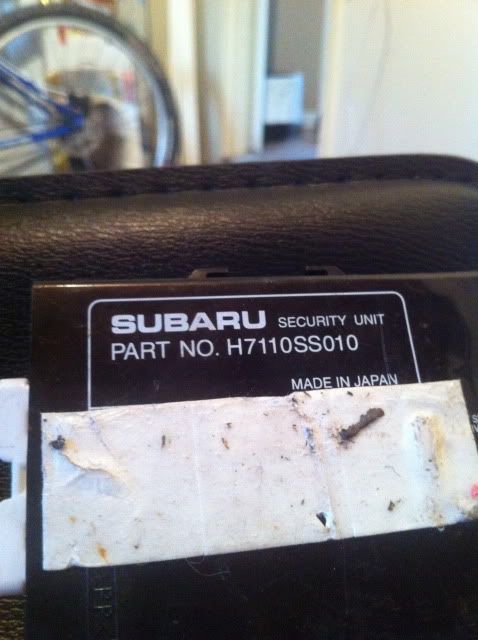 SUBARU SECURITY UNIT
PART NO. H7110SS010
MADE IN JAPAN